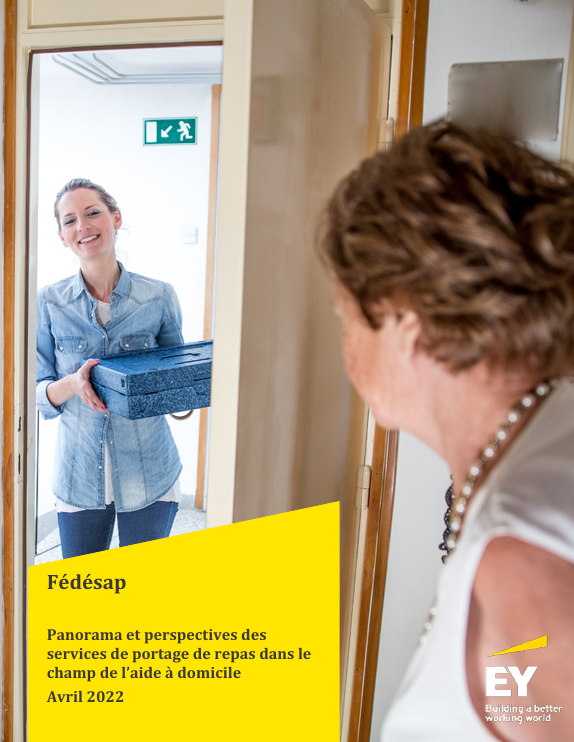 Fédésap
Panorama et perspectives des
services de portage de repas dans le
champ de l'aide à domicile
Avril 2022
EY
Building a better
working world